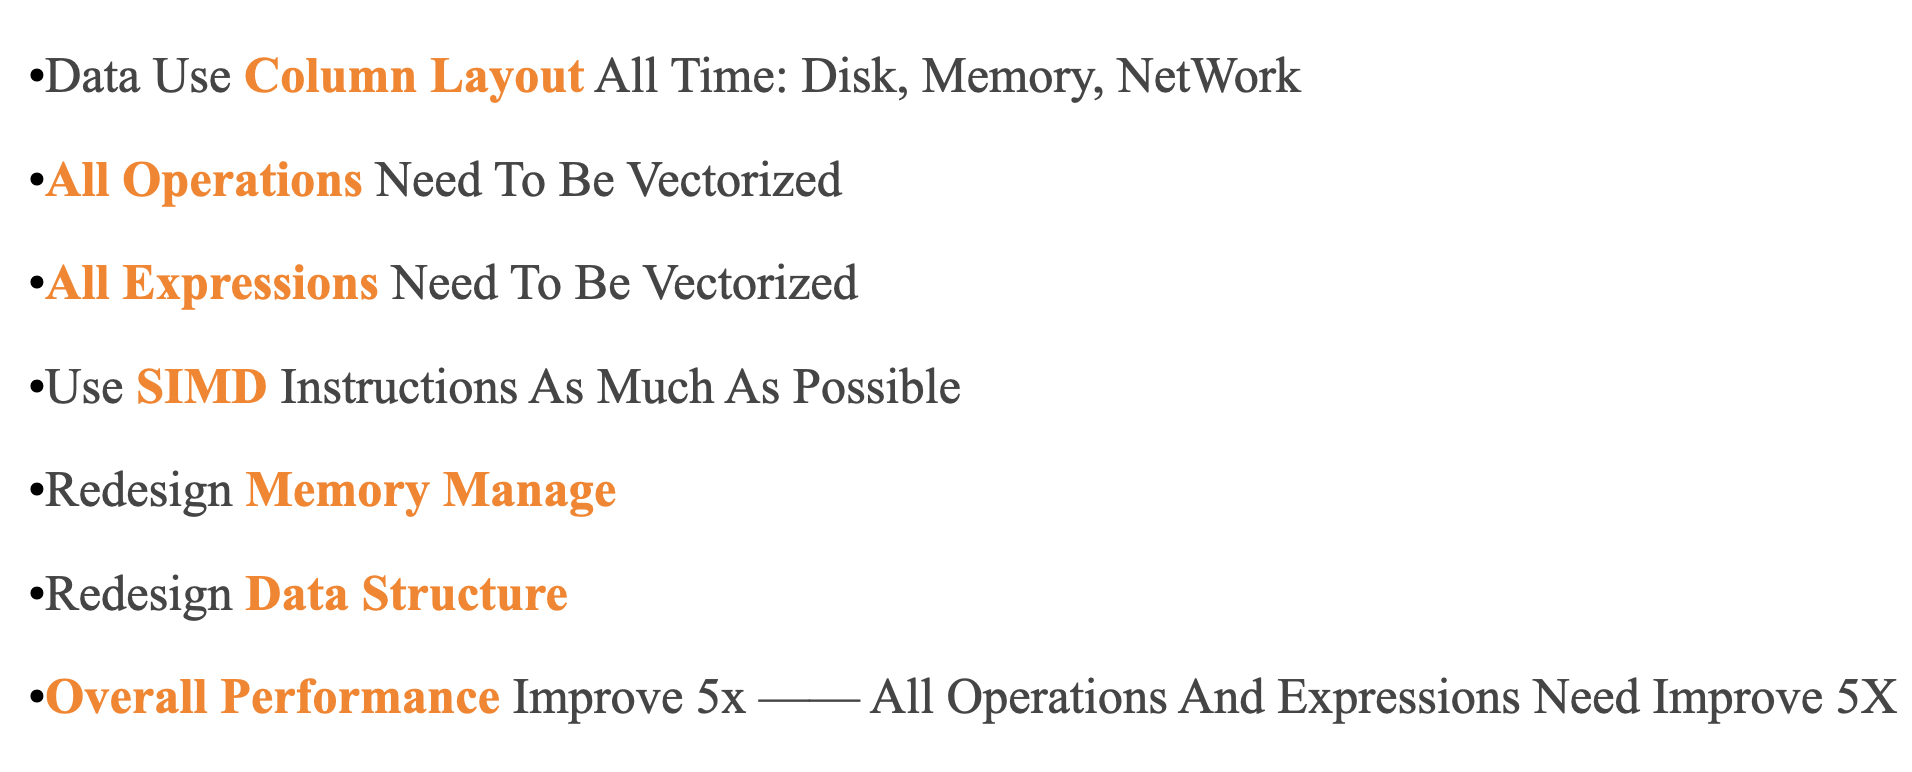 •Data Use Column Layout All Time: Disk, Memory, NetWork
•All Operations Need To Be Vectorized
•All Expressions Need To Be Vectorized
•Use SIMD Instructions As Much As Possible
•Redesign Memory Manage
•Redesign Data Structure
•Overall Performance Improve 5x —— All Operations And Expressions Need Improve 5X